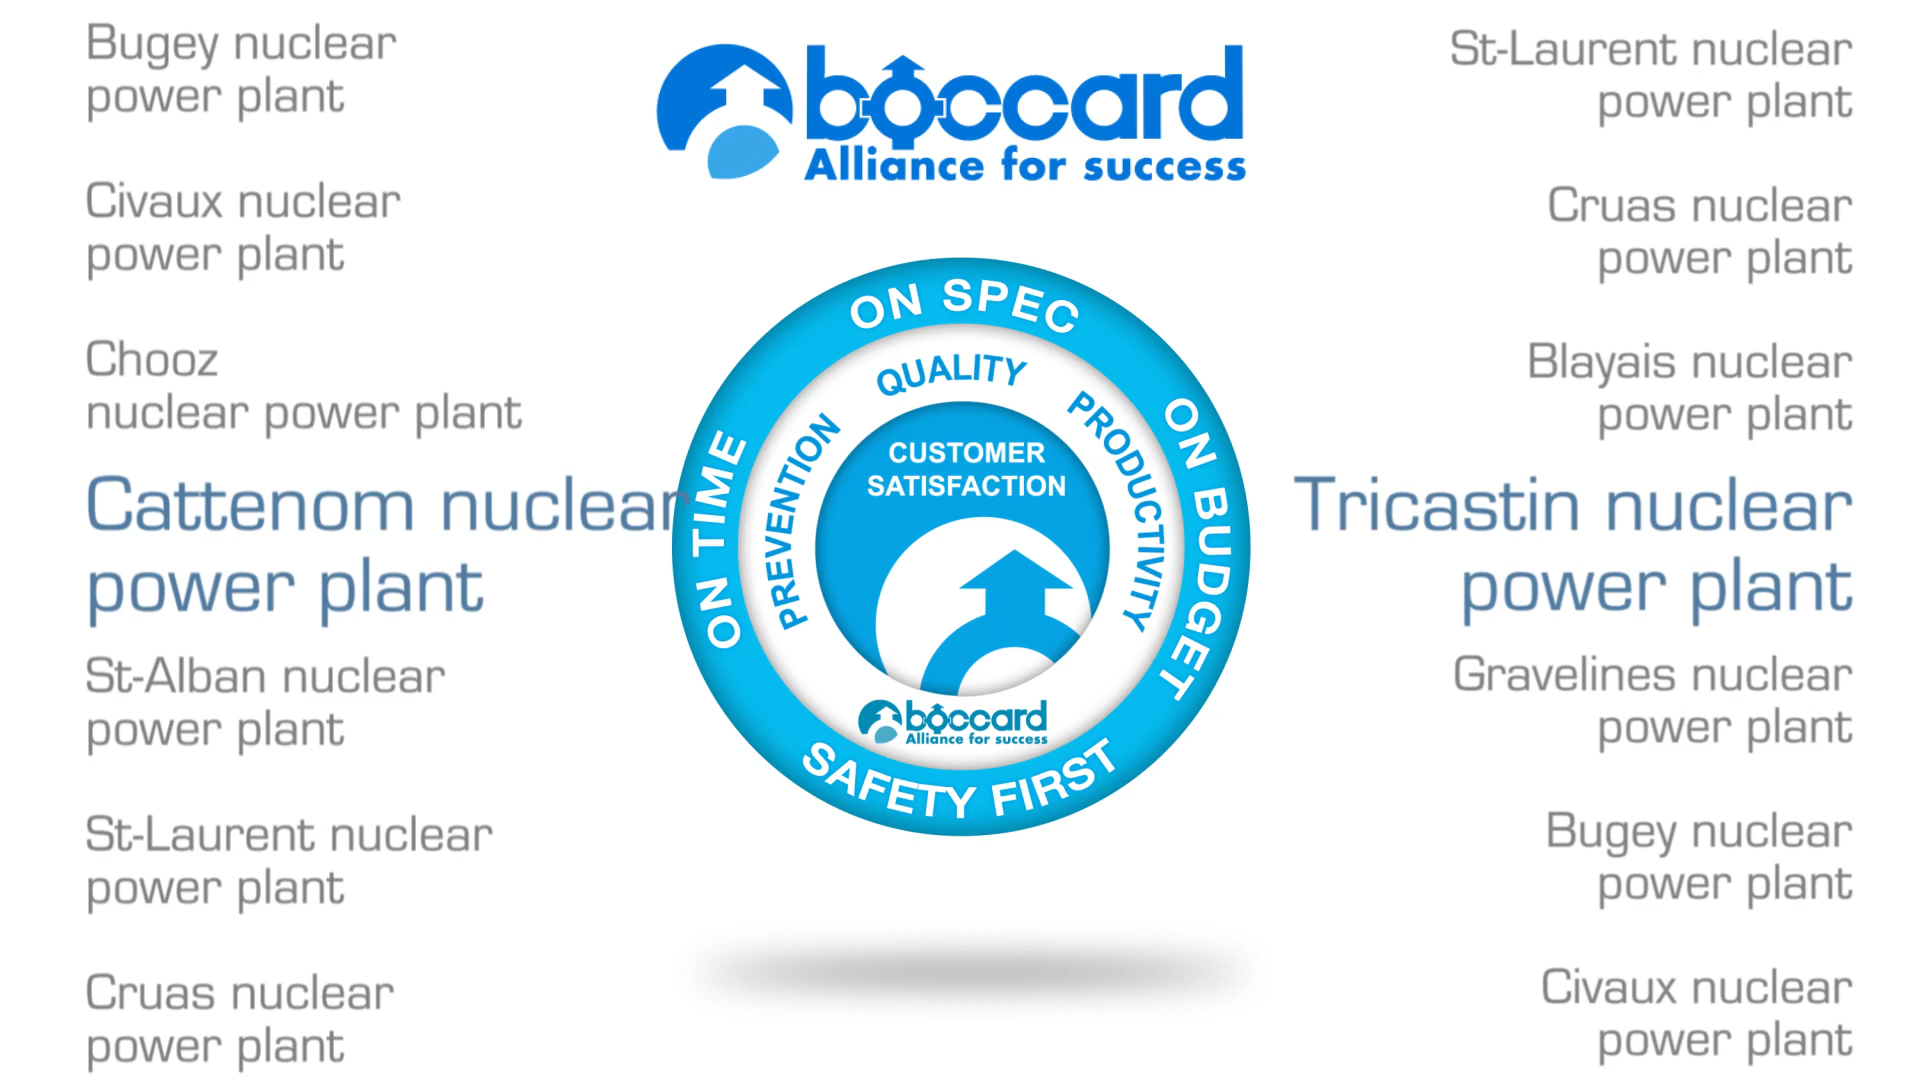 Bugey nuclear
power plant
Civaux nuclear
power plant
Chooz
nuclear power plant
Cattenom nuclear
power plant
St-Alban nuclear
power plant
St-Laurent nuclear
power plant
Cruas nuclear
power plant
boccard
Alliance for success
ON SPEC
ON TIME
ON BUDGET
SAFETY FIRST
QUALITY
PREVENTION
PRODUCTIVITY
CUSTOMER
SATISFACTION
boccard
Alliance for success
St-Laurent nuclear
power plant
Cruas nuclear
power plant
Blayais nuclear
power plant
Tricastin nuclear
power plant
Gravelines nuclear
power plant
Bugey nuclear
power plant
Civaux nuclear
power plant